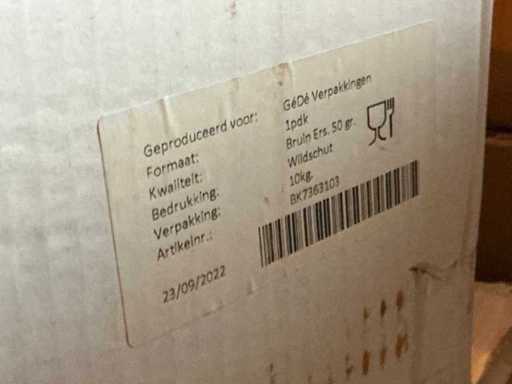 Geproduceerd voor: GéDé Verpakkingen
Formaat: 1pdk
Kwaliteit: Bruin Ers. 50 gr.
Bedrukking. Wildschut
Verpakking: 10kg.
Artikelnr.: BK7363103
23/09/2022